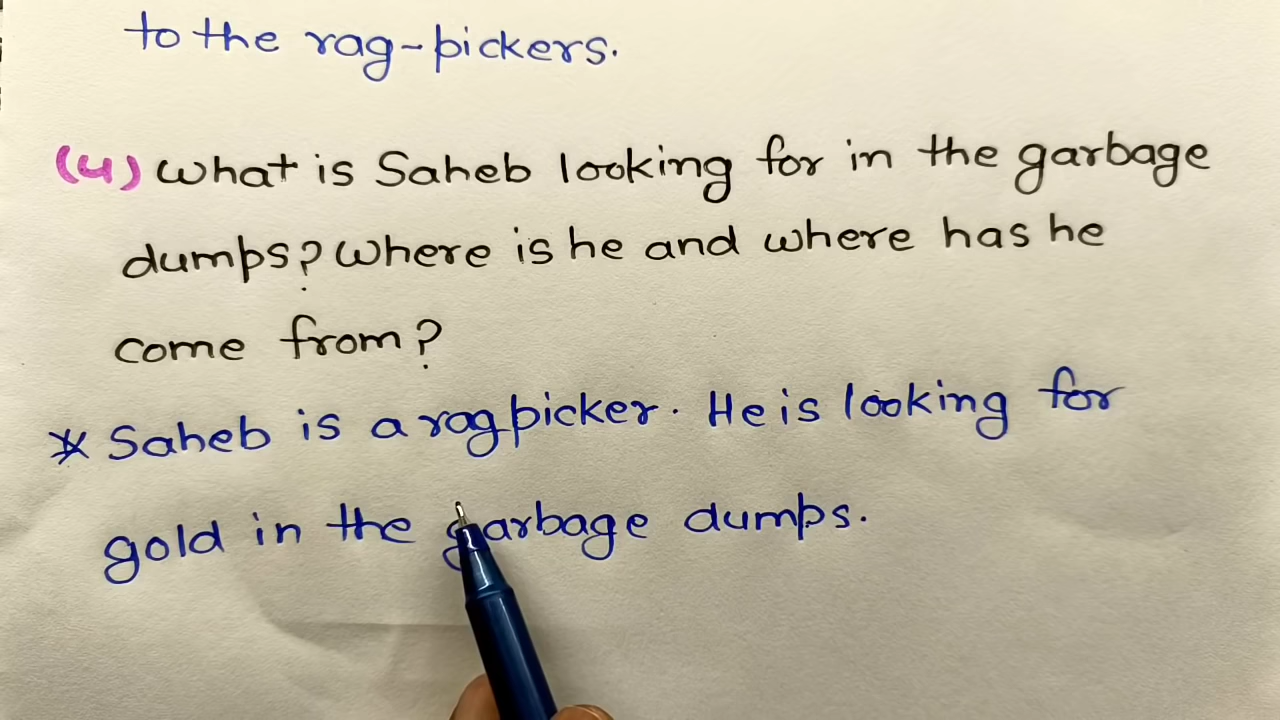 to the rag-pickers.
(4) What is Saheb looking for in the garbage
dumps? Where is he and where has he
come from?
* Saheb is a ragpicker. He is looking for
gold in the garbage dumps.